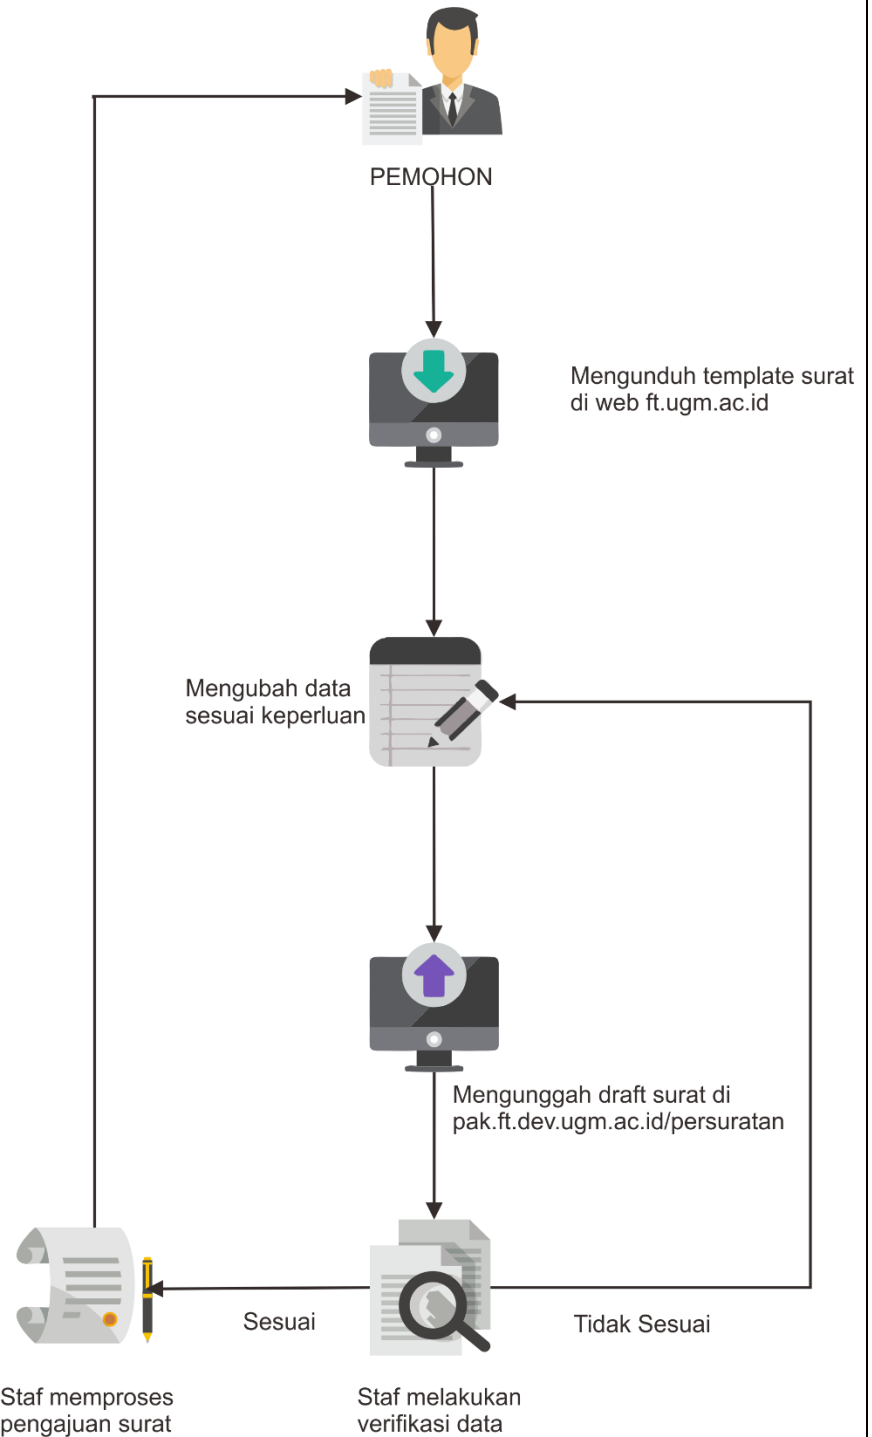 PEMOHON
Mengunduh template surat
di web ft.ugm.ac.id
Mengubah data
sesuai keperluan
Mengunggah draft surat di
pak.ft.dev.ugm.ac.id/persuratan
Sesuai
Tidak Sesuai
Staf memproses
pengajuan surat
Staf melakukan
verifikasi data